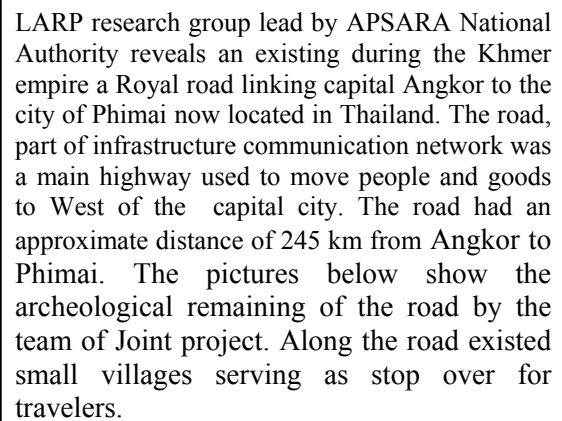 LARP research group lead by APSARA National
Authority reveals an existing during the Khmer
empire a Royal road linking capital Angkor to the
city of Phimai now located in Thailand. The road,
part of infrastructure communication network was
a main highway used to move people and goods
to West of the capital city. The road had an
approximate distance of 245 km from Angkor to
Phimai. The pictures below show the
archeological remaining of the road by the
team of Joint project. Along the road existed
small villages serving as stop over for
travelers.